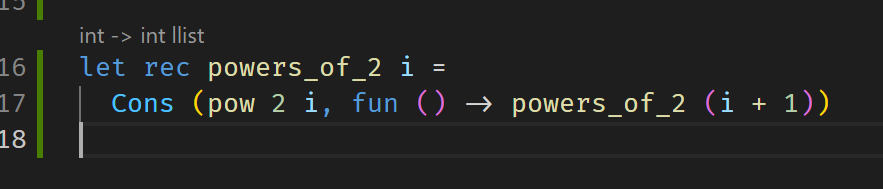 15
int -> int llist
16 let rec powers_of_2 i =
17 Cons (pow 2 i, fun () -> powers_of_2 (i + 1))
18